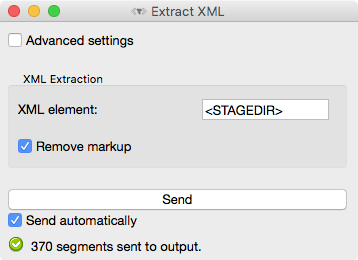 Extract XML
Advanced settings
XML Extraction
XML element: <STAGEDIR>
Remove markup
Send
Send automatically
370 segments sent to output.